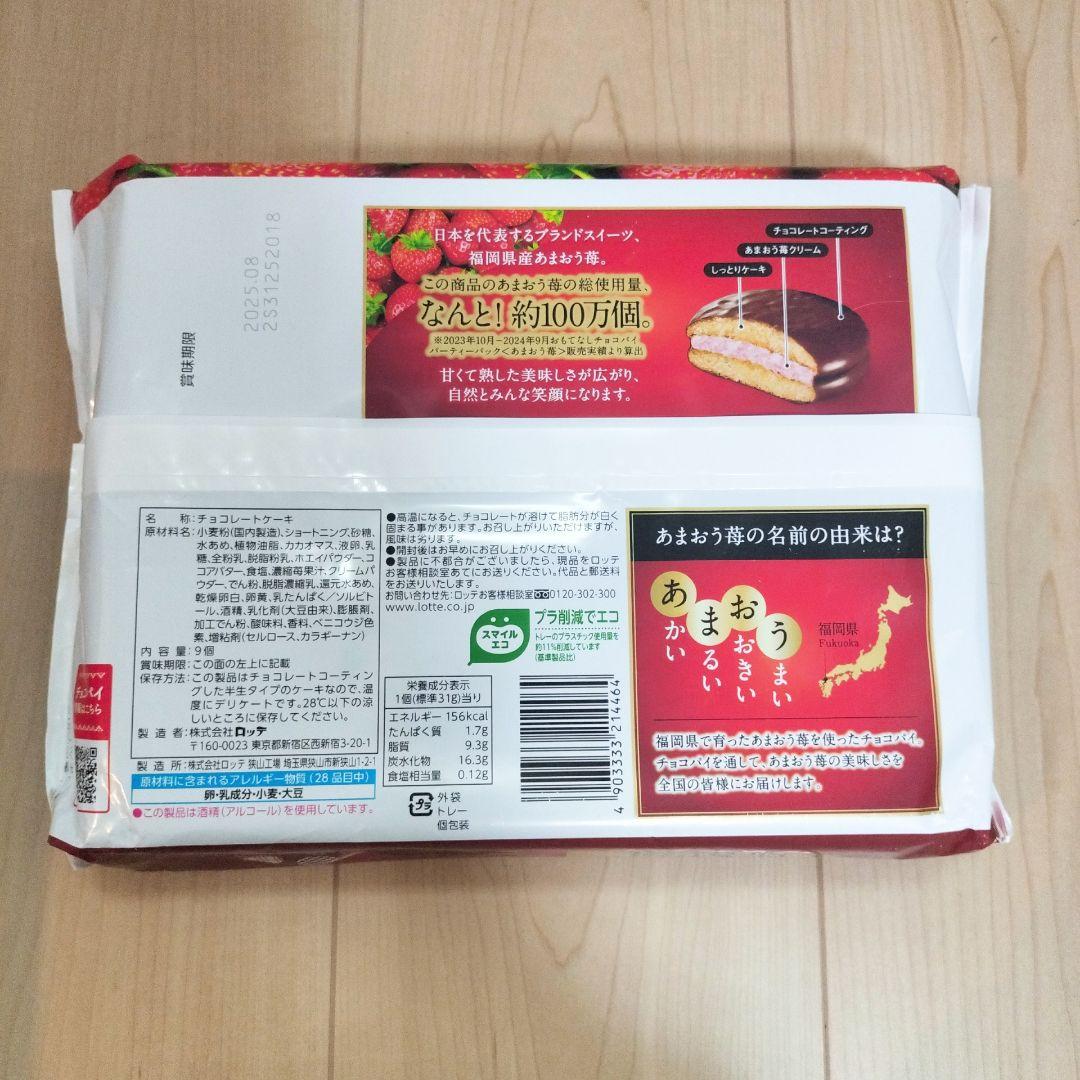 賞味期限
2025.08
2S31252018
日本を代表するブランドスイーツ、
福岡県産あまおう苺。
この商品のあまおう苺の総使用量、
なんと!約100万個。
※2023年10月-2024年9月おもてなしチョコパイ
パーティーパック<あまおう苺>販売実績より算出
甘くて熟した美味しさが広がり、
自然とみんな笑顔になります。
チョコレートコーティング
あまおう苺クリーム
しっとりケーキ
名 称:チョコレートケーキ
原材料名:小麦粉(国内製造)、ショートニング、砂糖、
水あめ、植物油脂、カカオマス、液卵、乳
糖、全粉乳、脱脂粉乳、ホエイパウダー、コ
コアバター、食塩、濃縮苺果汁、クリームパ
ウダー、でん粉、脱脂濃縮乳、還元水あめ、
乾燥卵白、卵黄、乳たんぱく/ソルビト
ール、酒精、乳化剤(大豆由来)、膨脹剤、
加工でん粉、酸味料、香料、ベニコウジ色
素、増粘剤(セルロース、カラギーナン)
内 容 量:9個
賞味期限:この面の左上に記載
保存方法:この製品はチョコレートコーティン
グした半生タイプのケーキなので、温
度にデリケートです。28℃以下の涼
しいところに保存してください。
製 造 者:株式会社ロッテ
〒160-0023 東京都新宿区西新宿3-20-1
製 造 所:株式会社ロッテ 狭山工場 埼玉県狭山市新狭山1-2-1
原材料に含まれるアレルギー物質(28品目中)
卵・乳成分・小麦・大豆
●この製品は酒精(アルコール)を使用しています。
●高温になると、チョコレートが溶けて脂肪分が白く
固まる事があります。お召し上がりいただけますが、
風味は劣ります。
●開封後はお早めにお召し上がりください。
●製品に不都合がございましたら、現品をロッテ
お客様相談室あてにお送りください。代品と郵送料
をお送りいたします。
お問い合わせ先:ロッテお客様相談室 0120-302-300
www.lotte.co.jp
スマイル
エコ
プラ削減でエコ
トレーのプラスチック使用量を
約11%削減しています
(基準製品比)
栄養成分表示
1個(標準31g)当り
エネルギー 156kcal
たんぱく質 1.7g
脂質 9.3g
炭水化物 16.3g
食塩相当量 0.12g
プラ
外袋
トレー
個包装
4 903333 214464
あまおう苺の名前の由来は?
あかい
まるい
おおきい
うまい
福岡県
Fukuoka
福岡県で育ったあまおう苺を使ったチョコパイ。
チョコパイを通して、あまおう苺の美味しさを
全国の皆様にお届けします。
チョコパイ